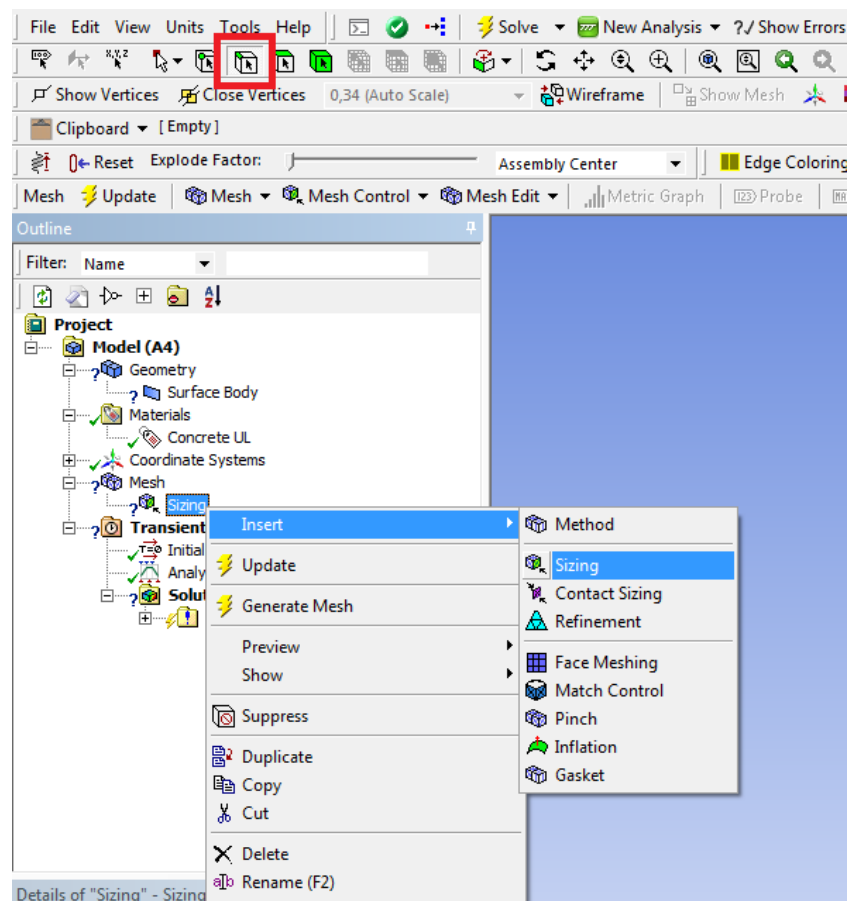 File Edit View Units Tools Help Solve New Analysis ?/ Show Errors
Show Vertices Close Vertices 0,34 (Auto Scale) Wireframe Show Mesh
Clipboard [ Empty ]
Reset Explode Factor: Assembly Center Edge Coloring
Mesh Update Mesh Mesh Control Mesh Edit Metric Graph Probe
Outline
Filter: Name
Project
Model (A4)
Geometry
Surface Body
Materials
Concrete UL
Coordinate Systems
Mesh
Sizing
Transient
Initial
Analy
Solut
Insert
Update
Generate Mesh
Preview
Show
Suppress
Duplicate
Copy
Cut
Delete
Rename (F2)
Method
Sizing
Contact Sizing
Refinement
Face Meshing
Match Control
Pinch
Inflation
Gasket
Details of "Sizing" - Sizing